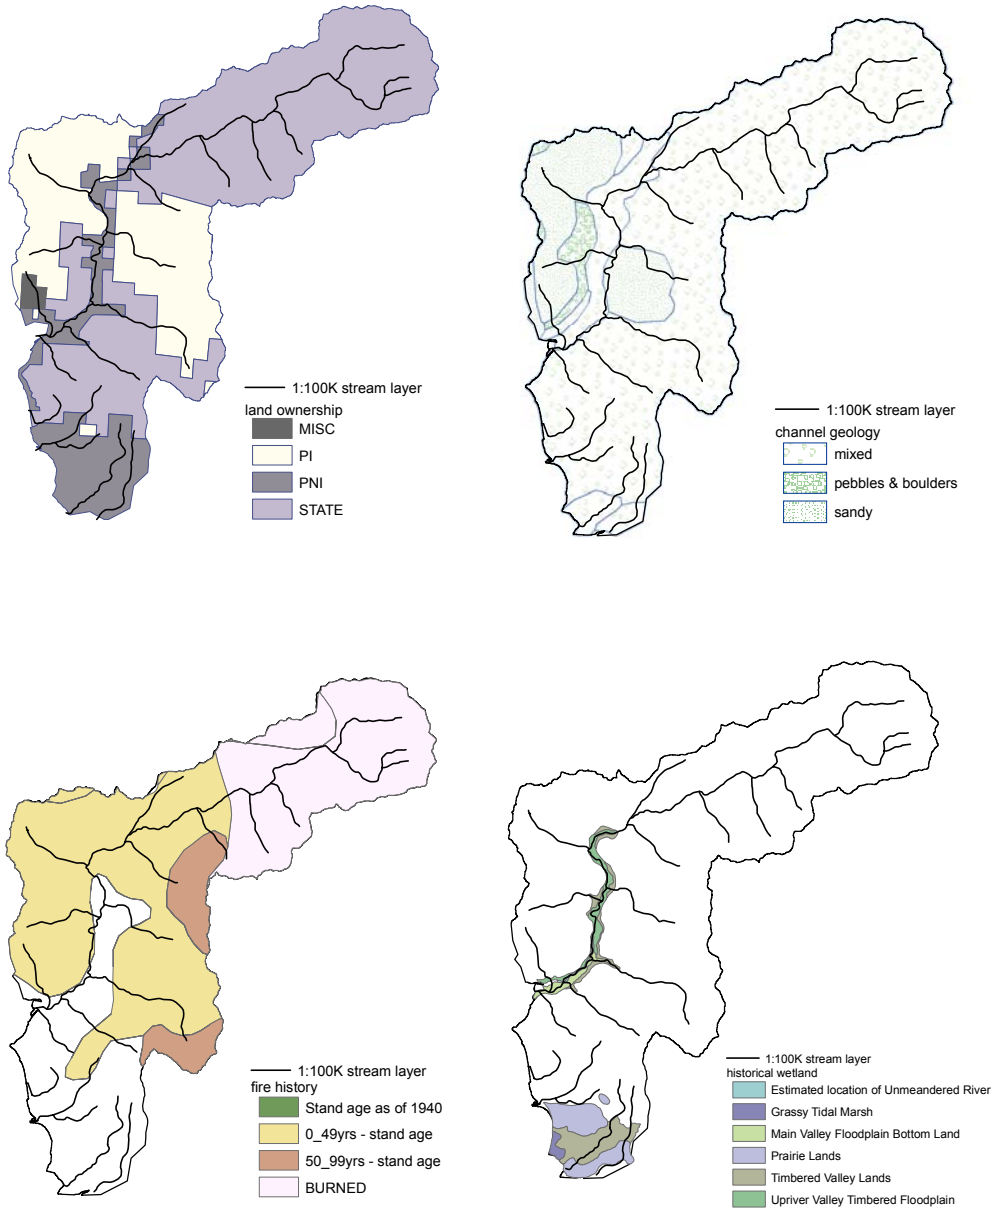 1:100K stream layer
land ownership
MISC
PI
PNI
STATE
1:100K stream layer
channel geology
mixed
pebbles & boulders
sandy
1:100K stream layer
fire history
Stand age as of 1940
0_49yrs - stand age
50_99yrs - stand age
BURNED
1:100K stream layer
historical wetland
Estimated location of Unmeandered River
Grassy Tidal Marsh
Main Valley Floodplain Bottom Land
Prairie Lands
Timbered Valley Lands
Upriver Valley Timbered Floodplain